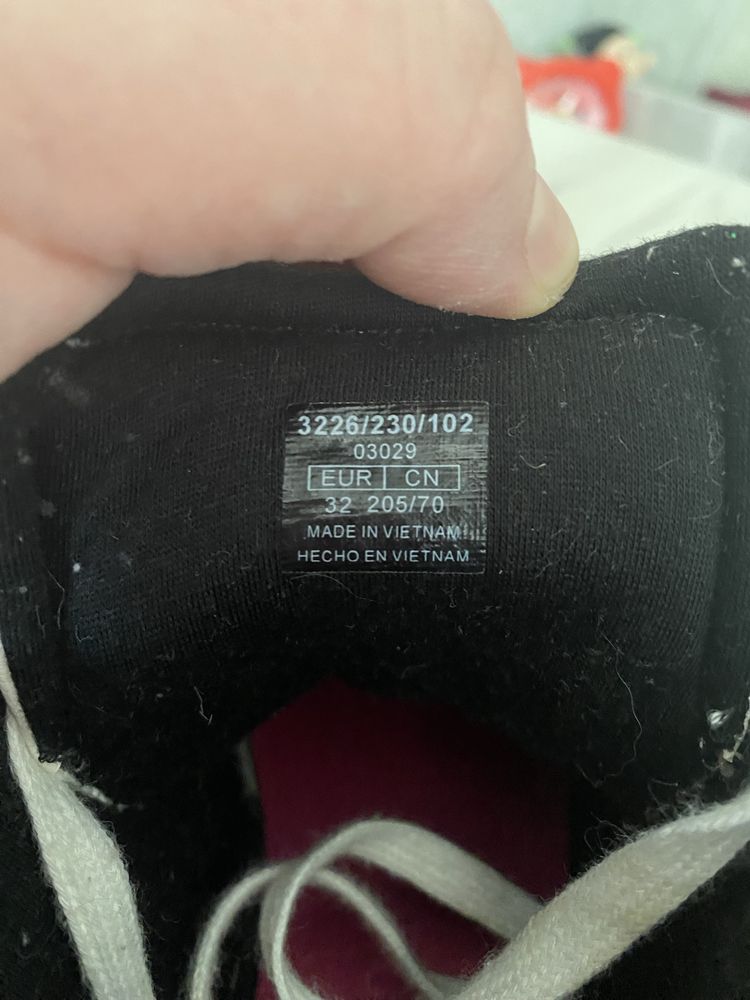 3226/230/102
03029
EUR CN
32 205/70
MADE IN VIETNAM
HECHO EN VIETNAM